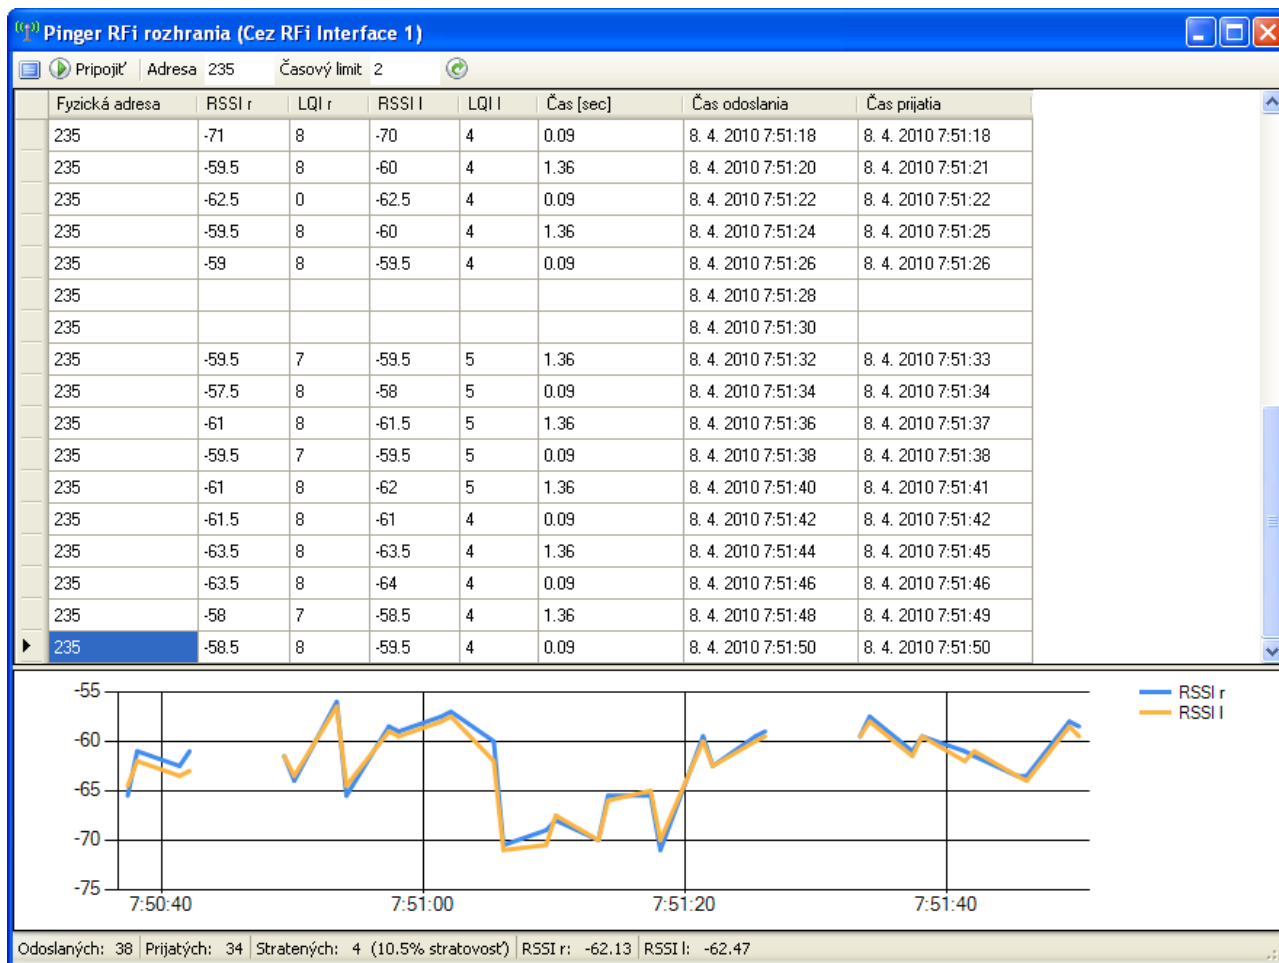 Pinger RFi rozhrania (Cez RFi Interface 1)
Pripojiť Adresa 235 Časový limit 2
Fyzická adresa RSSI r LQI r RSSI l LQI l Čas [sec] Čas odoslania Čas prijatia
235 -71 8 -70 4 0.09 8. 4. 2010 7:51:18 8. 4. 2010 7:51:18
235 -59.5 8 -60 4 1.36 8. 4. 2010 7:51:20 8. 4. 2010 7:51:21
235 -62.5 0 -62.5 4 0.09 8. 4. 2010 7:51:22 8. 4. 2010 7:51:22
235 -59.5 8 -60 4 1.36 8. 4. 2010 7:51:24 8. 4. 2010 7:51:25
235 -59 8 -59.5 4 0.09 8. 4. 2010 7:51:26 8. 4. 2010 7:51:26
235 8. 4. 2010 7:51:28
235 8. 4. 2010 7:51:30
235 -59.5 7 -59.5 5 1.36 8. 4. 2010 7:51:32 8. 4. 2010 7:51:33
235 -57.5 8 -58 5 0.09 8. 4. 2010 7:51:34 8. 4. 2010 7:51:34
235 -61 8 -61.5 5 1.36 8. 4. 2010 7:51:36 8. 4. 2010 7:51:37
235 -59.5 7 -59.5 5 0.09 8. 4. 2010 7:51:38 8. 4. 2010 7:51:38
235 -61 8 -62 5 1.36 8. 4. 2010 7:51:40 8. 4. 2010 7:51:41
235 -61.5 8 -61 4 0.09 8. 4. 2010 7:51:42 8. 4. 2010 7:51:42
235 -63.5 8 -63.5 4 1.36 8. 4. 2010 7:51:44 8. 4. 2010 7:51:45
235 -63.5 8 -64 4 0.09 8. 4. 2010 7:51:46 8. 4. 2010 7:51:46
235 -58 7 -58.5 4 1.36 8. 4. 2010 7:51:48 8. 4. 2010 7:51:49
235 -58.5 8 -59.5 4 0.09 8. 4. 2010 7:51:50 8. 4. 2010 7:51:50
-55
-60
-65
-70
-75
7:50:40 7:51:00 7:51:20 7:51:40
RSSI r
RSSI l
Odoslaných: 38 Prijatých: 34 Stratených: 4 (10.5% stratovosť) RSSI r: -62.13 RSSI l: -62.47